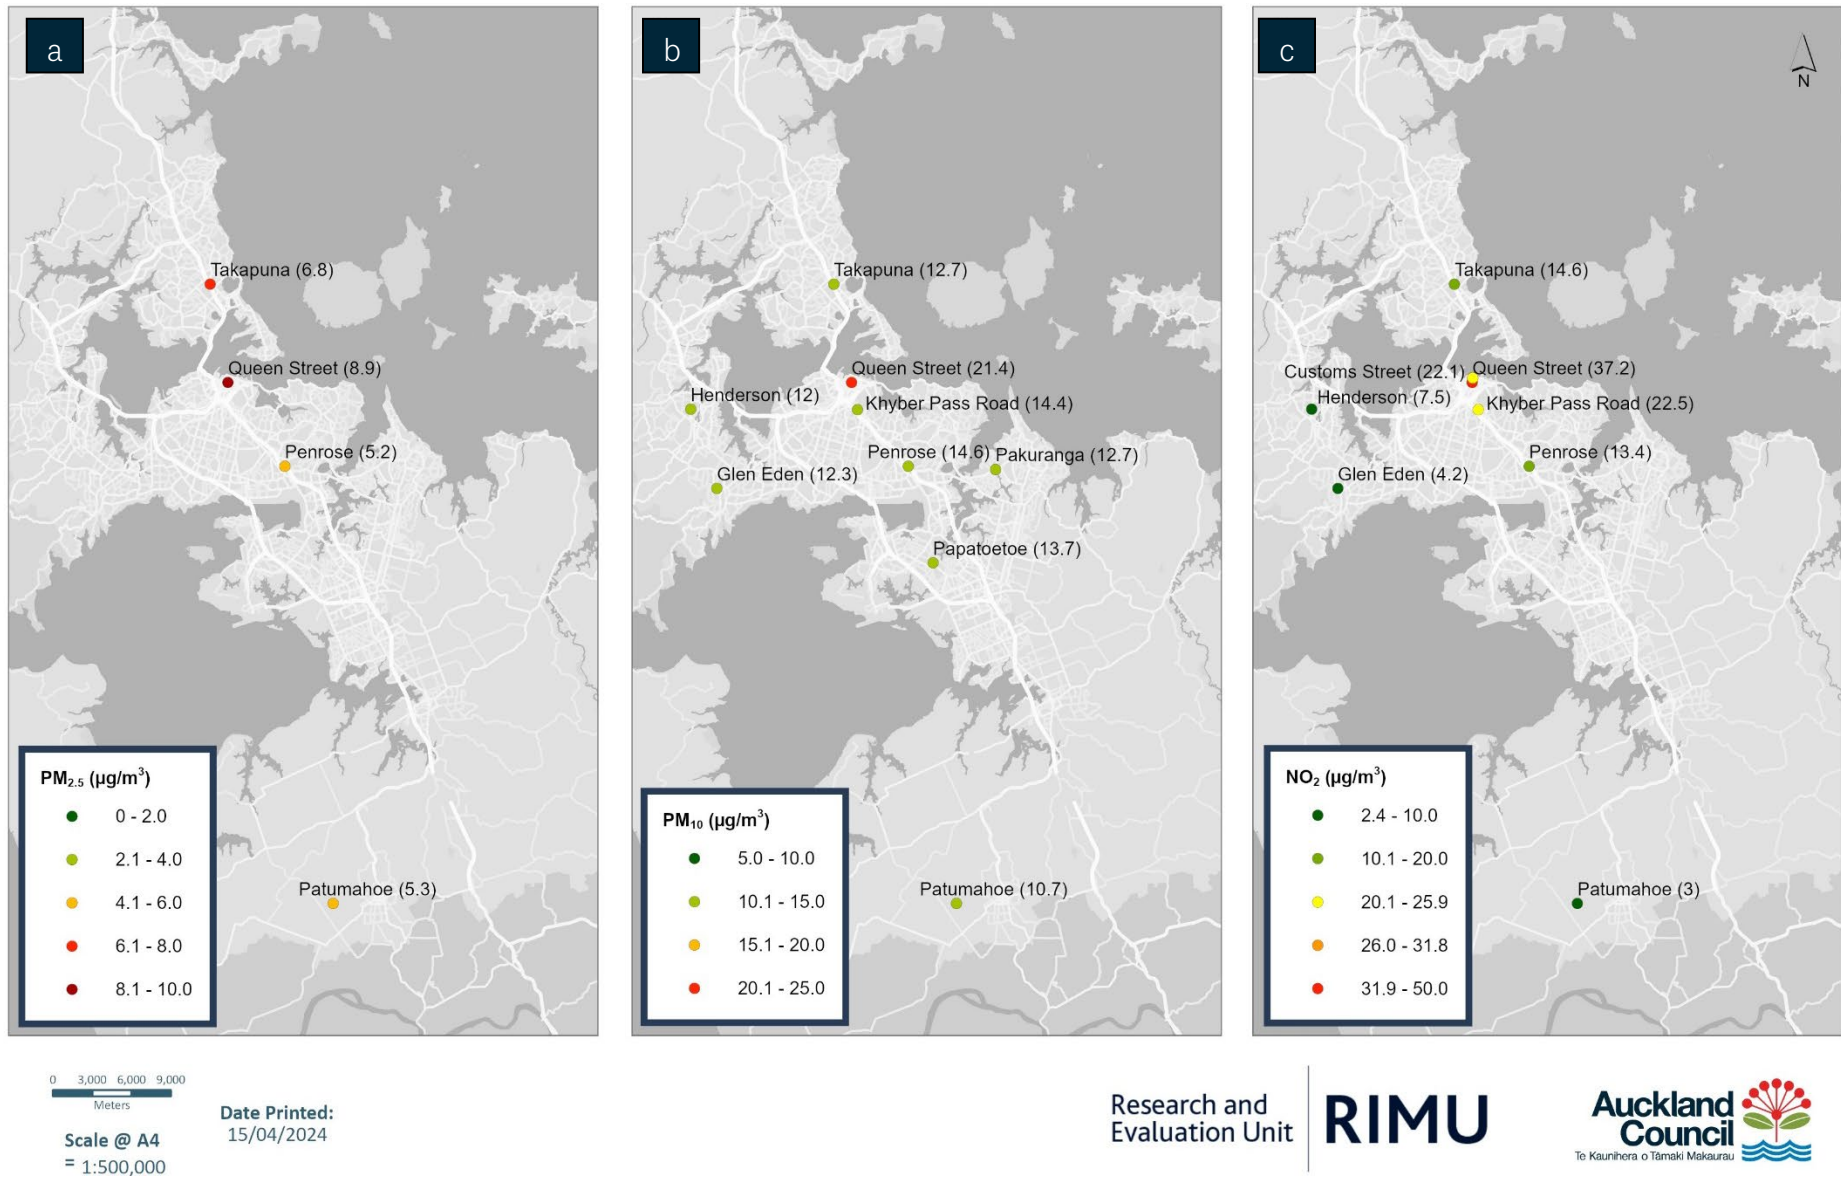 a
Takapuna (6.8)
Queen Street (8.9)
Penrose (5.2)
Patumahoe (5.3)
PM2.5 (µg/m³)
0 - 2.0
2.1 - 4.0
4.1 - 6.0
6.1 - 8.0
8.1 - 10.0
b
Takapuna (12.7)
Queen Street (21.4)
Henderson (12)
Khyber Pass Road (14.4)
Penrose (14.6)
Pakuranga (12.7)
Glen Eden (12.3)
Papatoetoe (13.7)
Patumahoe (10.7)
PM10 (µg/m³)
5.0 - 10.0
10.1 - 15.0
15.1 - 20.0
20.1 - 25.0
c
N
Takapuna (14.6)
Customs Street (22.1)
Queen Street (37.2)
Henderson (7.5)
Khyber Pass Road (22.5)
Penrose (13.4)
Glen Eden (4.2)
Patumahoe (3)
NO2 (µg/m³)
2.4 - 10.0
10.1 - 20.0
20.1 - 25.9
26.0 - 31.8
31.9 - 50.0
0 3,000 6,000 9,000
Meters
Scale @ A4
= 1:500,000
Date Printed:
15/04/2024
Research and
Evaluation Unit
RIMU
Auckland
Council
Te Kaunihera o Tāmaki Makaurau